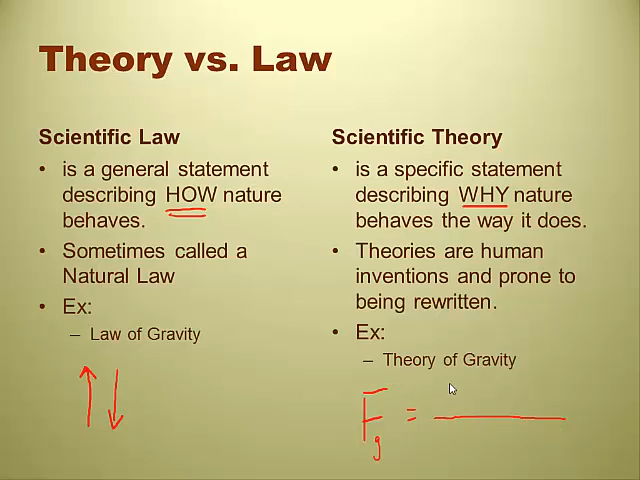 Theory vs. Law
Scientific Law
• is a general statement
describing HOW nature
behaves.
• Sometimes called a
Natural Law
• Ex:
– Law of Gravity
Scientific Theory
• is a specific statement
describing WHY nature
behaves the way it does.
• Theories are human
inventions and prone to
being rewritten.
• Ex:
– Theory of Gravity
Fg =